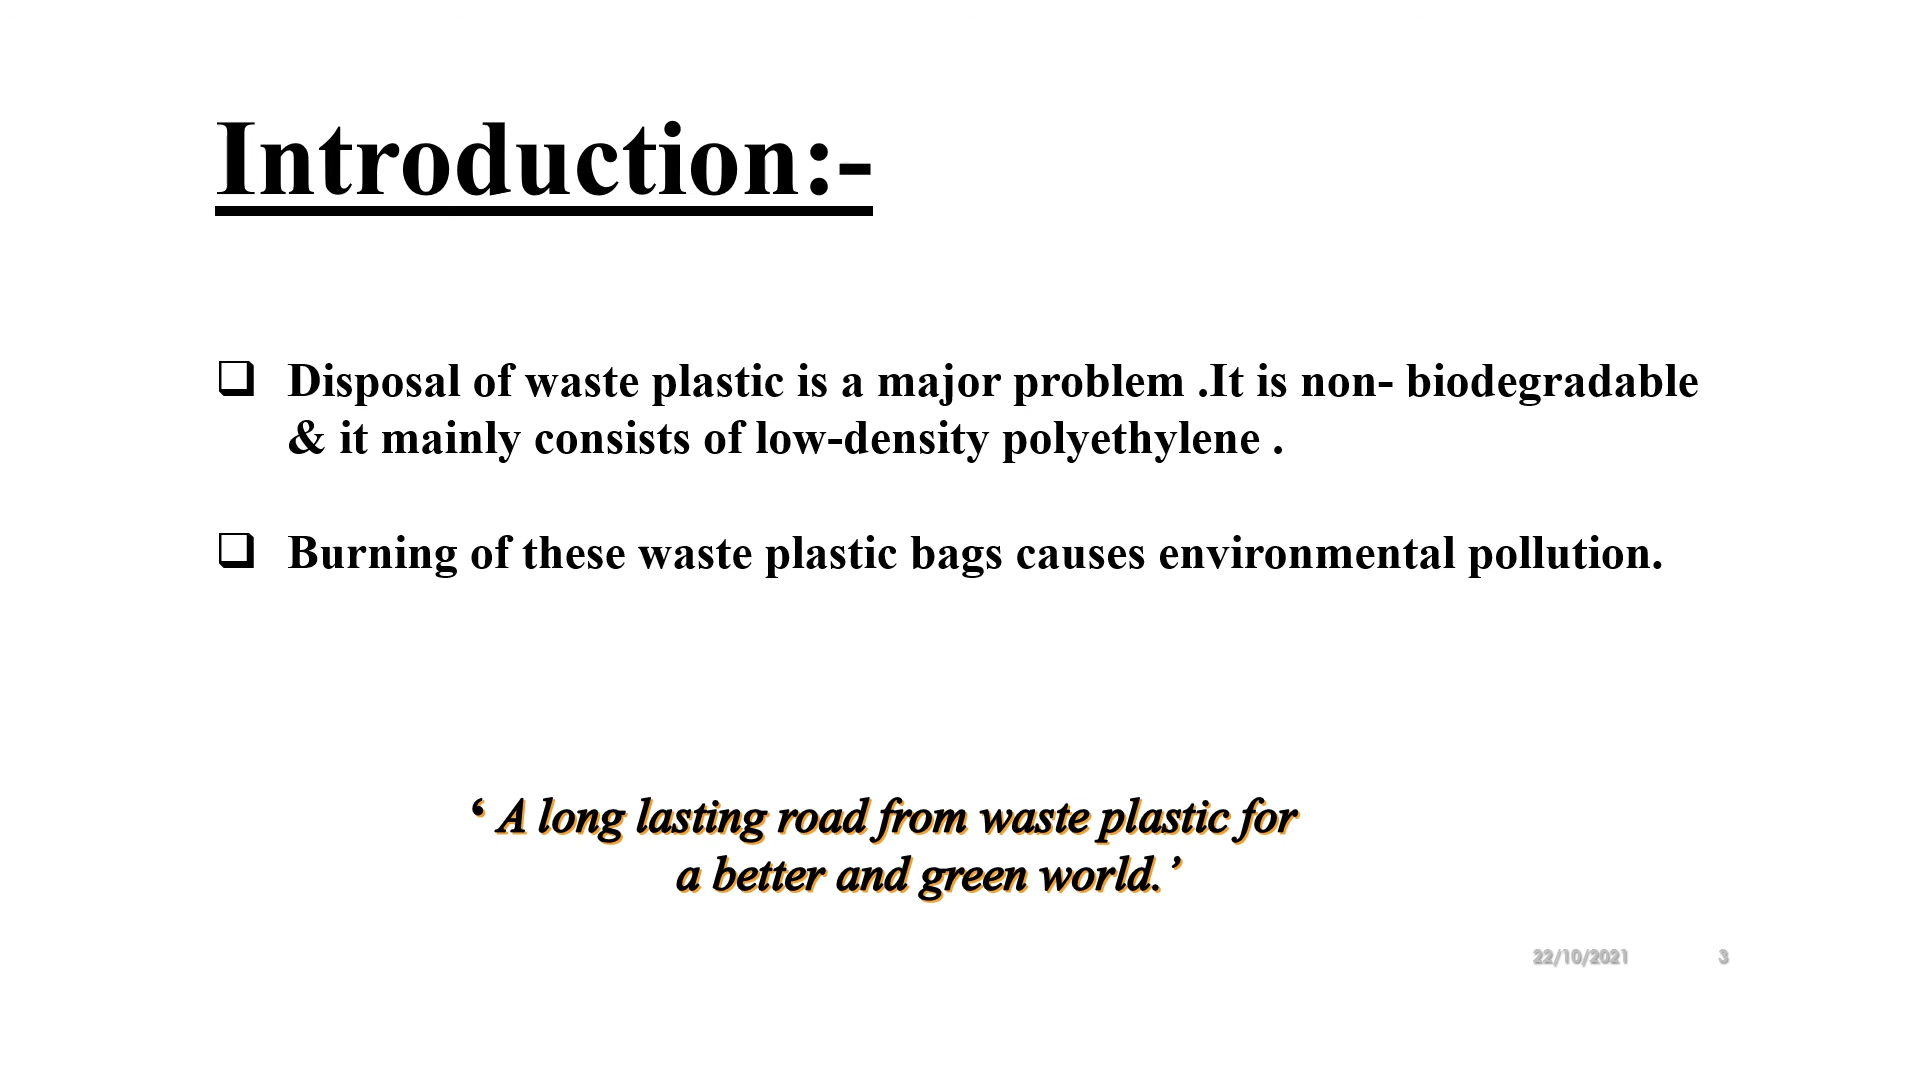 Introduction:-
❑ Disposal of waste plastic is a major problem .It is non- biodegradable
& it mainly consists of low-density polyethylene .
❑ Burning of these waste plastic bags causes environmental pollution.
‘ A long lasting road from waste plastic for
a better and green world.’
22/10/2021 3